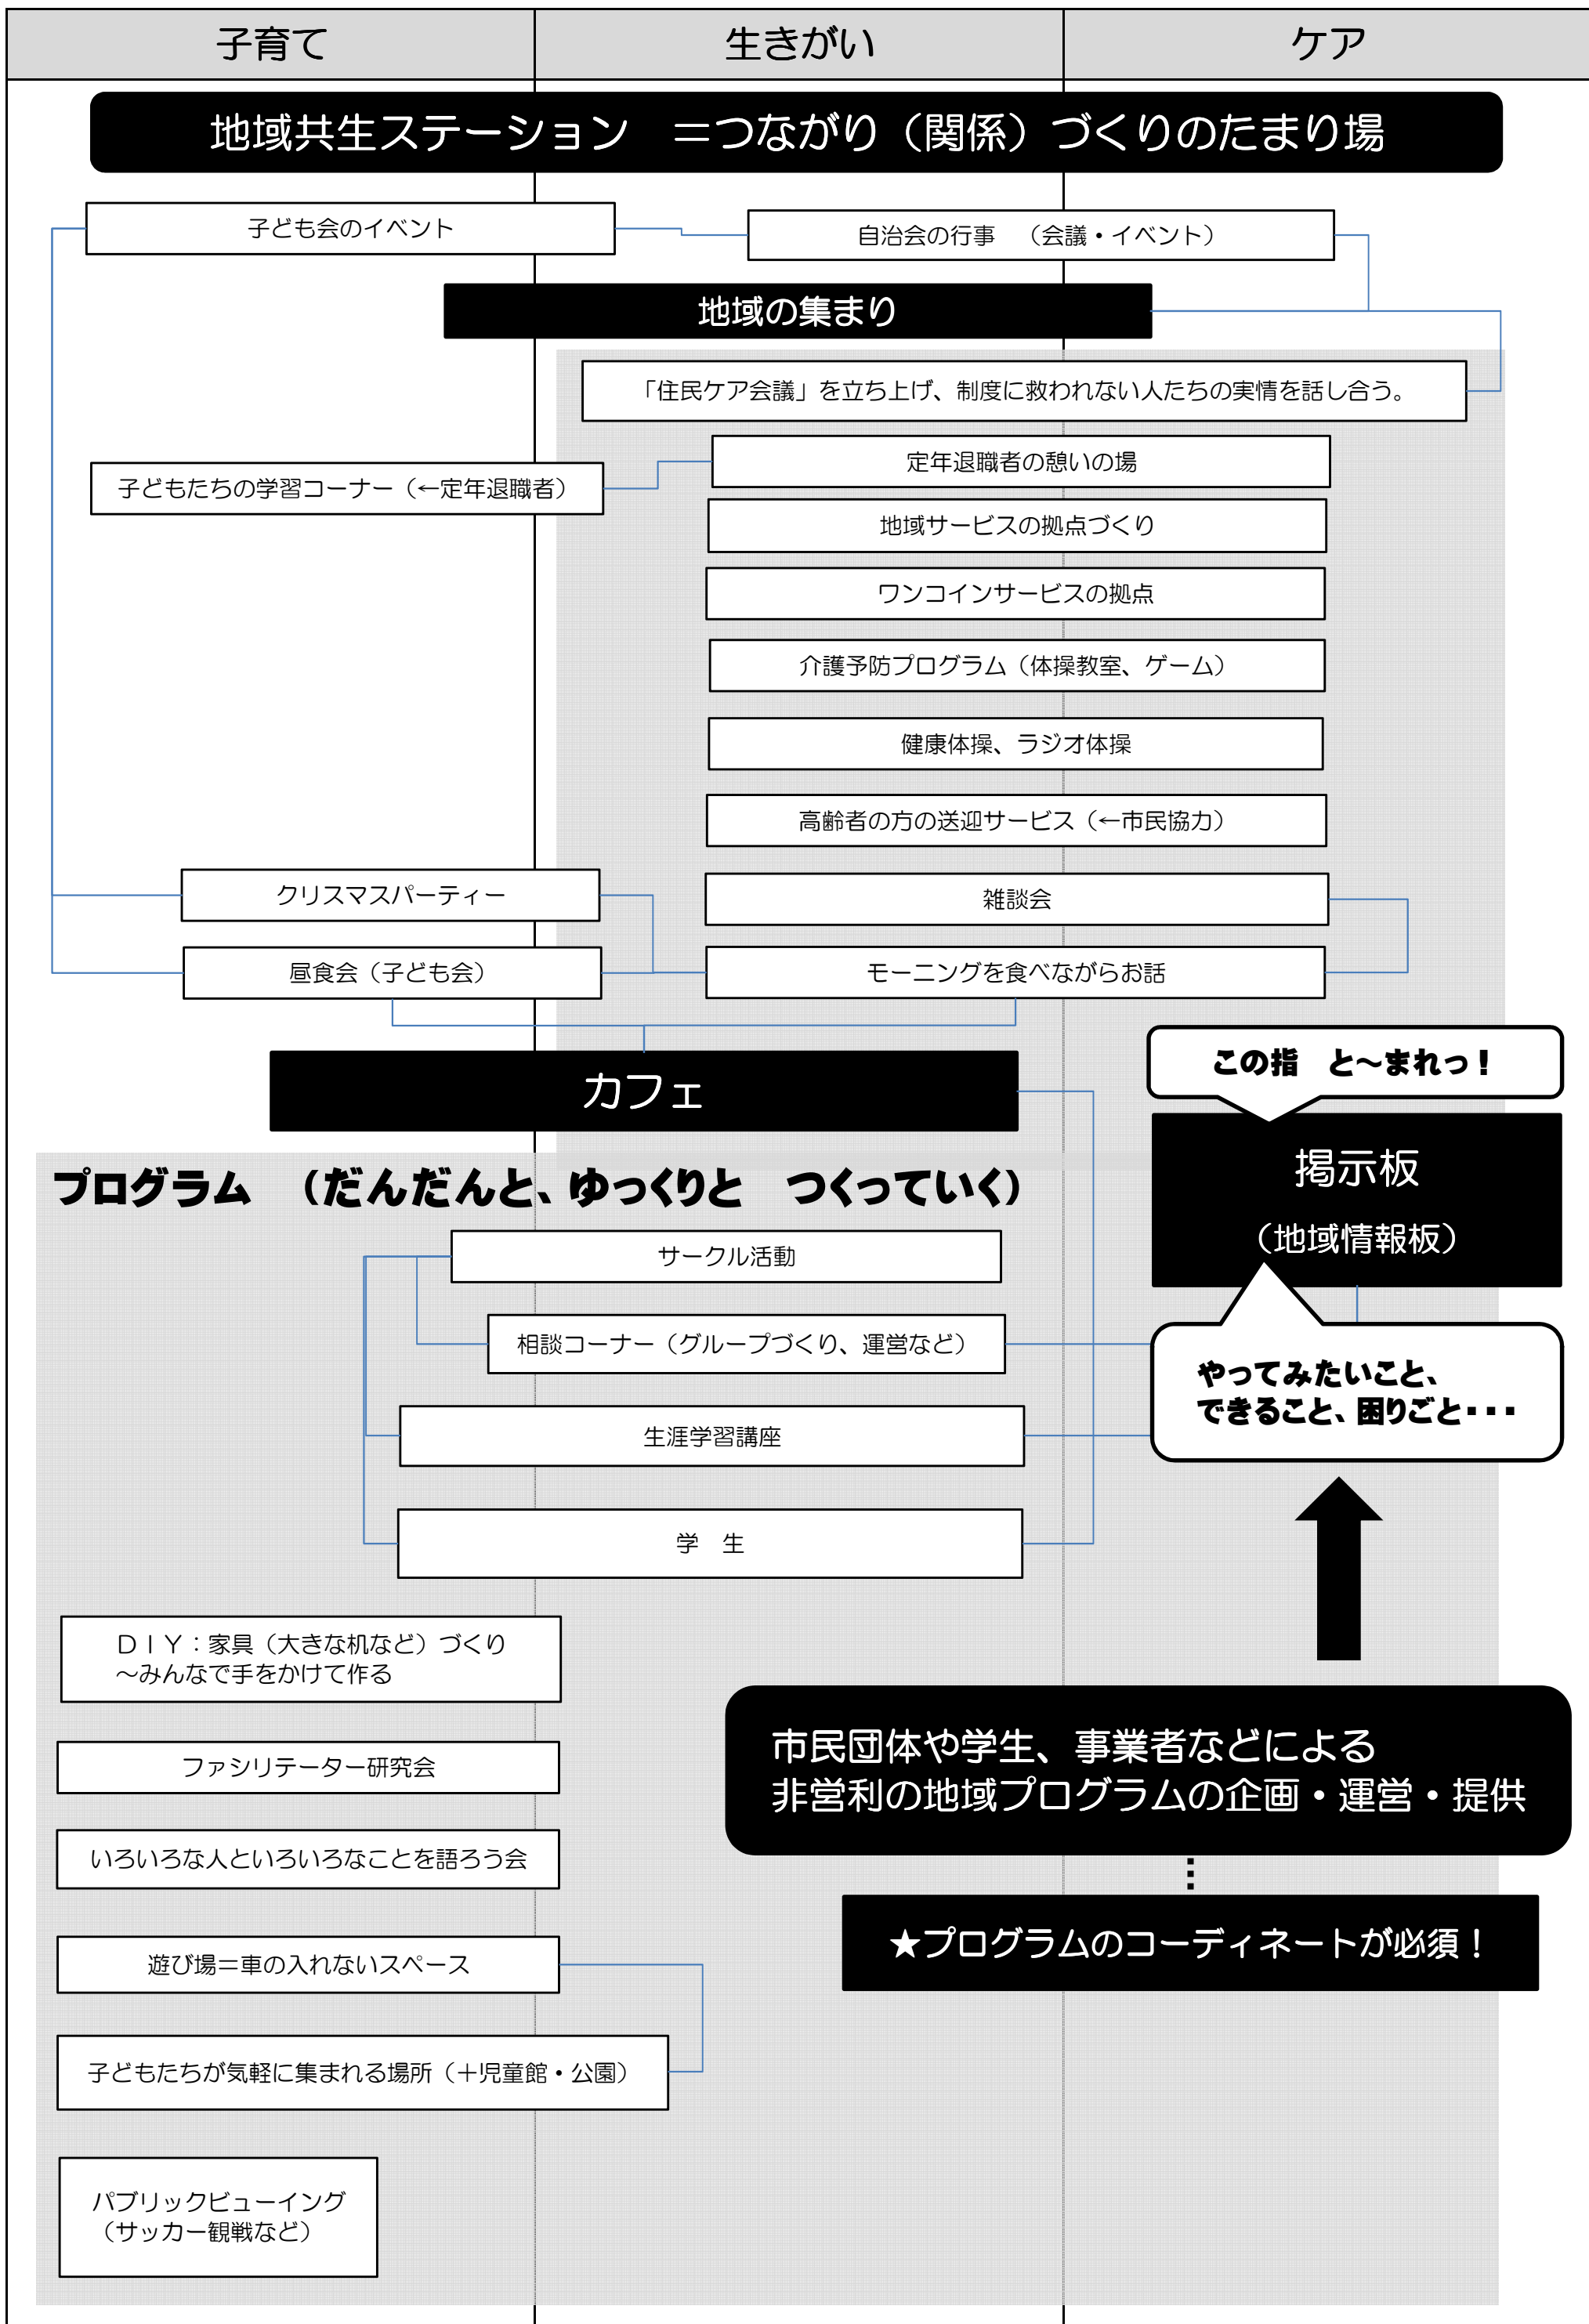 子育て
生きがい
ケア
地域共生ステーション　＝つながり（関係）づくりのたまり場
子ども会のイベント
自治会の行事　（会議・イベント）
地域の集まり
「住民ケア会議」を立ち上げ、制度に救われない人たちの実情を話し合う。
定年退職者の憩いの場
子どもたちの学習コーナー（←定年退職者）
地域サービスの拠点づくり
ワンコインサービスの拠点
介護予防プログラム（体操教室、ゲーム）
健康体操、ラジオ体操
高齢者の方の送迎サービス（←市民協力）
クリスマスパーティー
雑談会
昼食会（子ども会）
モーニングを食べながらお話
カフェ
この指　と～まれっ！
掲示板
（地域情報板）
プログラム　（だんだんと、ゆっくりと　つくっていく）
サークル活動
相談コーナー（グループづくり、運営など）
やってみたいこと、
できること、困りごと・・・
生涯学習講座
学　生
ＤＩＹ：家具（大きな机など）づくり
～みんなで手をかけて作る
市民団体や学生、事業者などによる
非営利の地域プログラムの企画・運営・提供
ファシリテーター研究会
いろいろな人といろいろなことを語ろう会
★プログラムのコーディネートが必須！
遊び場＝車の入れないスペース
子どもたちが気軽に集まれる場所（＋児童館・公園）
パブリックビューイング
（サッカー観戦など）